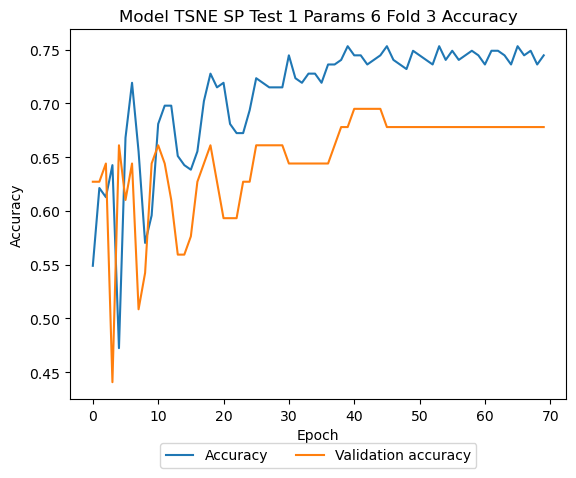 Model TSNE SP Test 1 Params 6 Fold 3 Accuracy
Accuracy
0.75
0.70
0.65
0.60
0.55
0.50
0.45
0 10 20 30 40 50 60 70
Epoch
Accuracy Validation accuracy